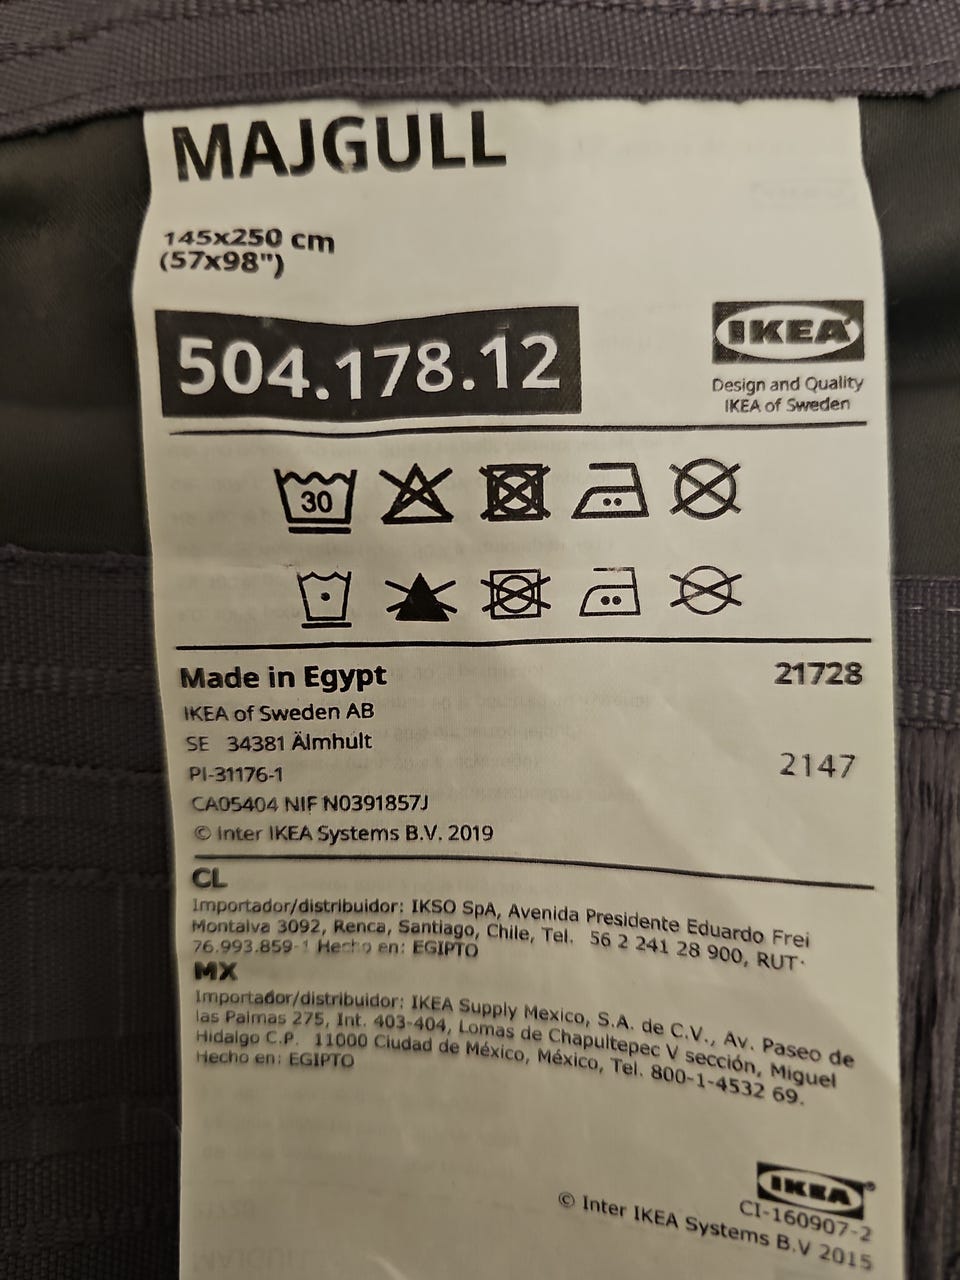 MAJGULL
145x250 cm
(57x98")
504.178.12
IKEA
Design and Quality
IKEA of Sweden
30
Made in Egypt
21728
IKEA of Sweden AB
SE 34381 Älmhult
PI-31176-1
2147
CA05404 NIF N0391857J
© Inter IKEA Systems B.V. 2019
CL
Importador/distribuidor: IKSO SpA, Avenida Presidente Eduardo Frei
Montalva 3092, Renca, Santiago, Chile, Tel. 56 2 241 28 900, RUT·
76.993.859-1 Hecho en: EGIPTO
MX
Importador/distribuidor: IKEA Supply Mexico, S.A. de C.V., Av. Paseo de
las Palmas 275, Int. 403-404, Lomas de Chapultepec V sección, Miguel
Hidalgo C.P. 11000 Ciudad de México, México, Tel. 800-1-4532 69.
Hecho en: EGIPTO
IKEA®
CI-160907-2
© Inter IKEA Systems B.V 2015